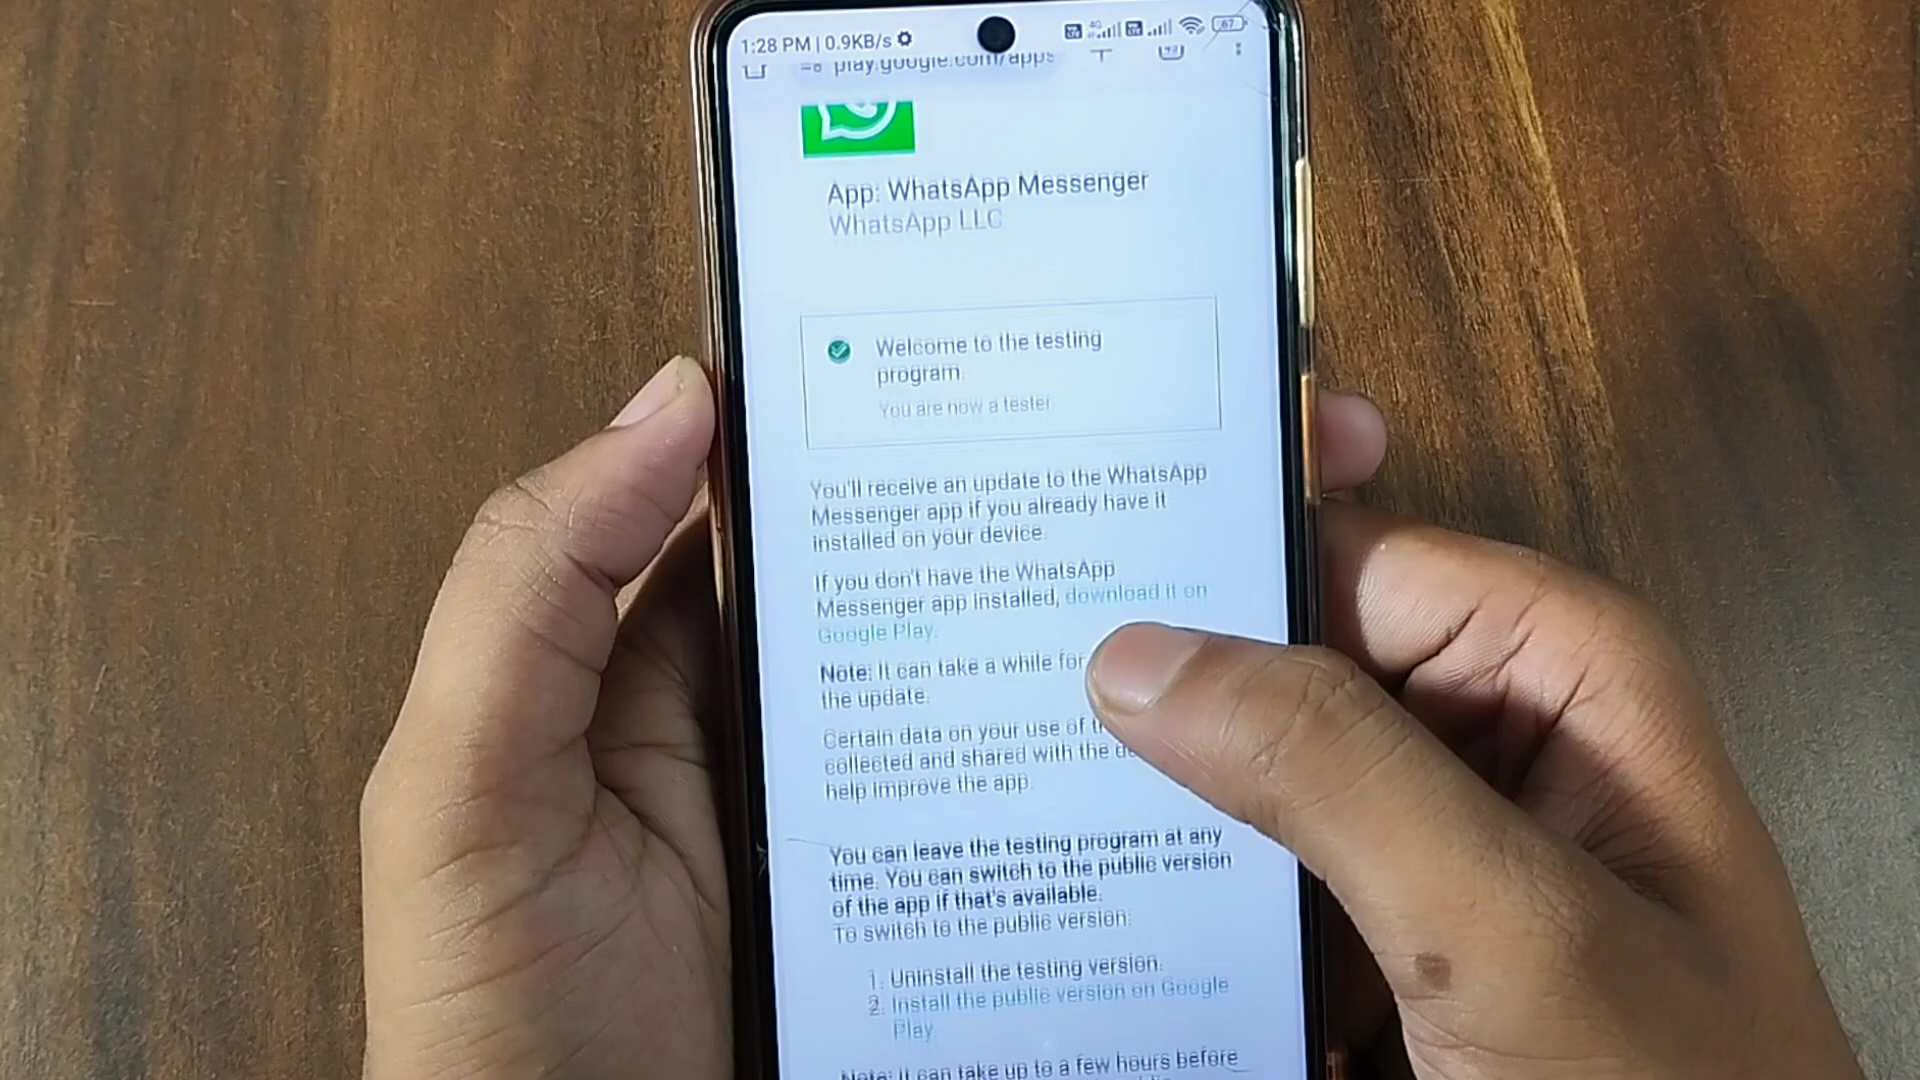 1:28 PM | 0.9KB/s
67
play.google.com/apps
App: WhatsApp Messenger
WhatsApp LLC
Welcome to the testing
program.
You are now a tester.
You'll receive an update to the WhatsApp
Messenger app if you already have it
installed on your device.
If you don't have the WhatsApp
Messenger app installed, download it on
Google Play.
Note: It can take a while for
the update.
Certain data on your use of
collected and shared with the
help improve the app.
You can leave the testing program at any
time. You can switch to the public version
of the app if that's available.
To switch to the public version:
1. Uninstall the testing version.
2. Install the public version on Google
Play.
Note: It can take up to a few hours before